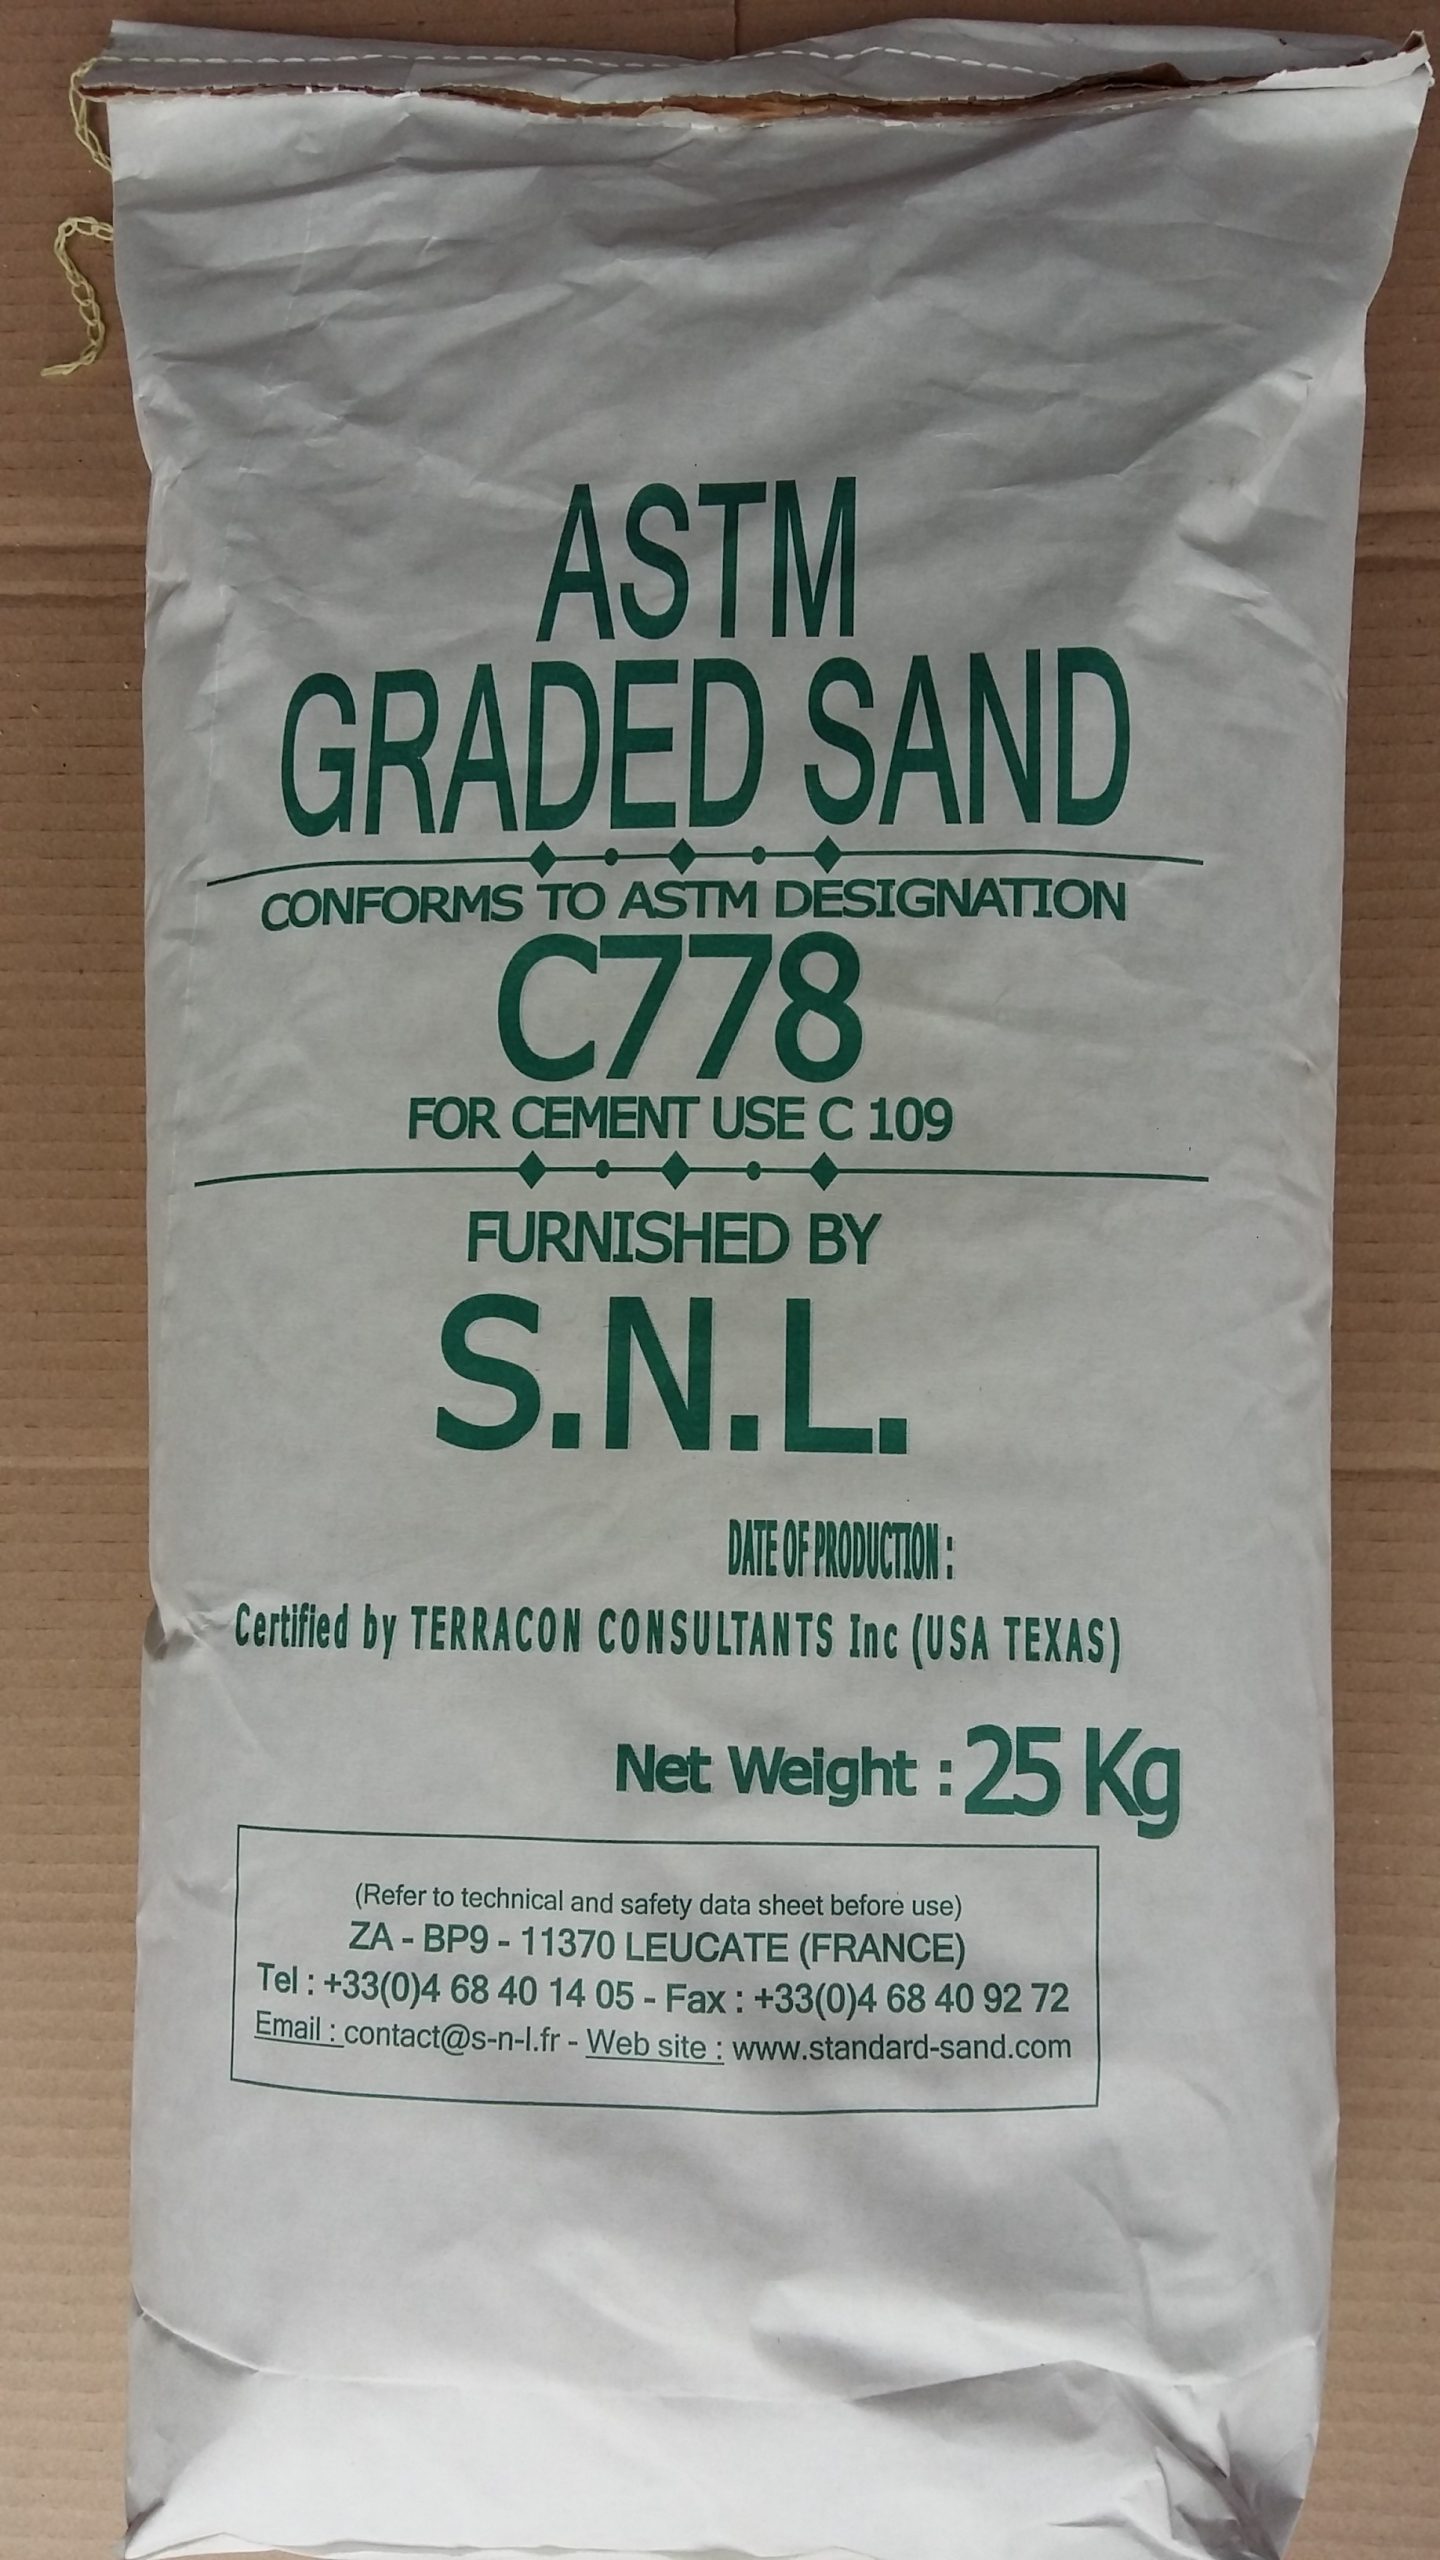 ASTM
GRADED SAND
CONFORMS TO ASTM DESIGNATION
C778
FOR CEMENT USE C 109
FURNISHED BY
S.N.L.
DATE OF PRODUCTION :
Certified by TERRACON CONSULTANTS Inc (USA TEXAS)
Net Weight : 25 Kg
(Refer to technical and safety data sheet before use)
ZA - BP9 - 11370 LEUCATE (FRANCE)
Tel : +33(0)4 68 40 14 05 - Fax : +33(0)4 68 40 92 72
Email : contact@s-n-l.fr - Web site : www.standard-sand.com